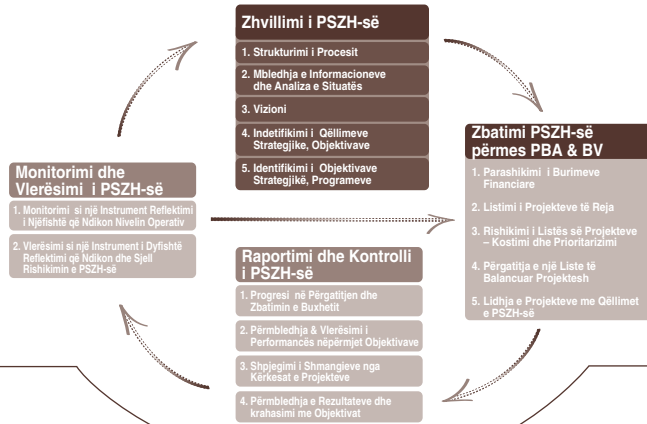 Zhvillimi i PSZH-së
1. Strukturimi i Procesit
2. Mbledhja e Informacioneve
dhe Analiza e Situatës
3. Vizioni
4. Indetifikimi i Qëllimeve
Strategjike, Objektivave
5. Identifikimi i Objektivave
Strategjikë, Programeve
Zbatimi PSZH-së
përmes PBA & BV
1. Parashikimi i Burimeve
Financiare
2. Listimi i Projekteve të Reja
3. Rishikimi i Listës së Projekteve
– Kostimi dhe Prioritarizimi
4. Përgatitja e një Liste të
Balancuar Projektesh
5. Lidhja e Projekteve me Qëllimet
e PSZH-së
Raportimi dhe Kontrolli
i PSZH-së
1. Progresi në Përgatitjen dhe
Zbatimin e Buxhetit
2. Përmbledhja & Vlerësimi i
Performancës nëpërmjet Objektivave
3. Shpjegimi i Shmangieve nga
Kërkesat e Projekteve
4. Përmbledhja e Rezultateve dhe
krahasimi me Objektivat
Monitorimi dhe
Vlerësimi i PSZH-së
1. Monitorimi si një Instrument Reflektimi
i Njëfishtë që Ndikon Nivelin Operativ
2. Vlerësimi si një Instrument i Dyfishtë
Reflektimi që Ndikon dhe Sjell
Rishikimin e PSZH-së